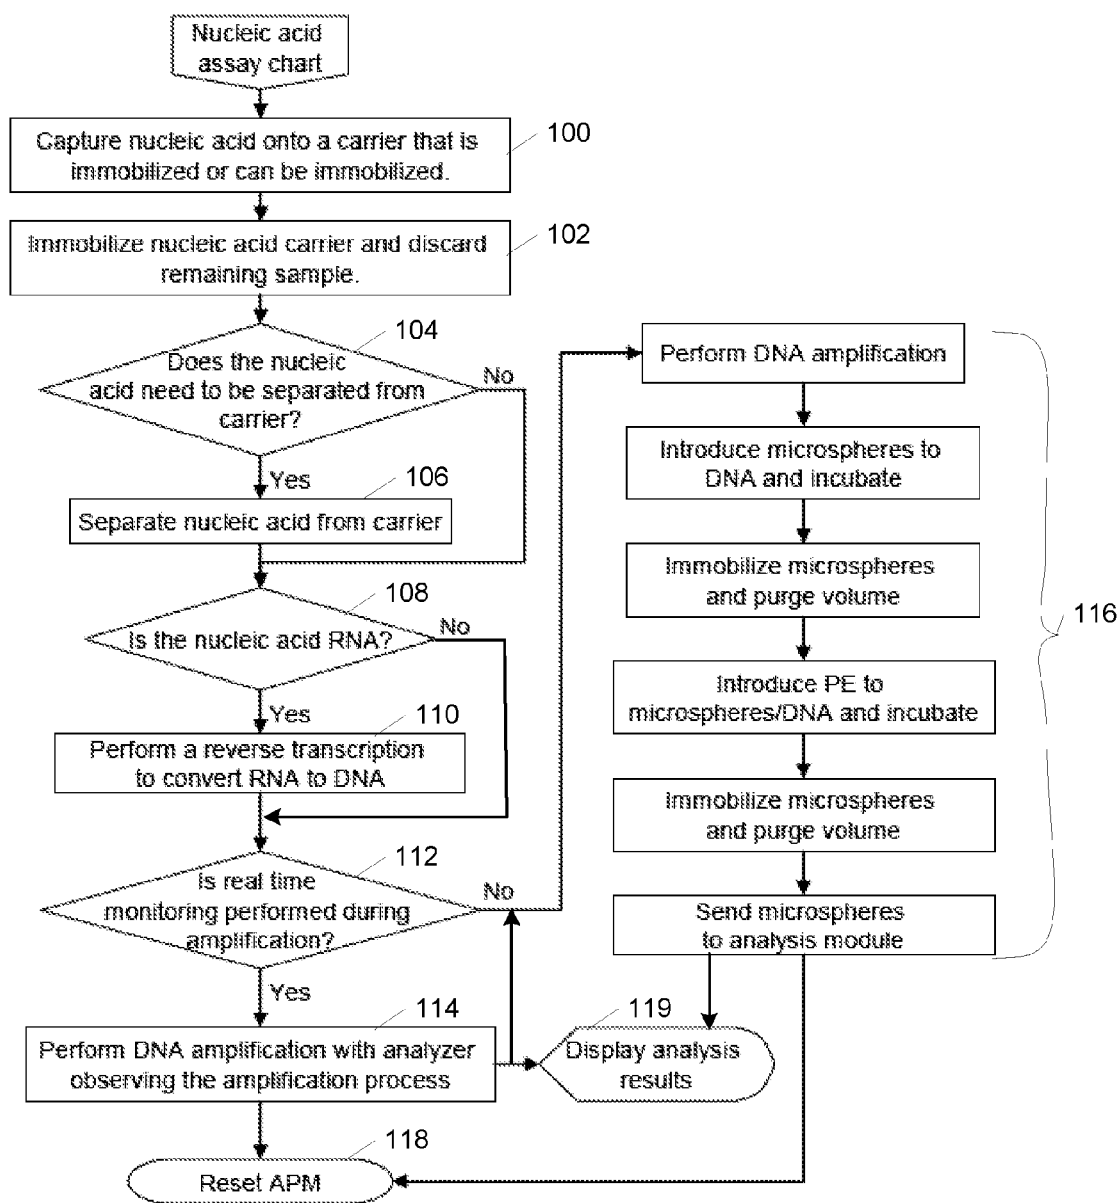 Nucleic acid
assay chart
Capture nucleic acid onto a carrier that is
immobilized or can be immobilized.
100
Immobilize nucleic acid carrier and discard
remaining sample.
102
104
Does the nucleic
acid need to be separated from
carrier?
No
Yes
106
Separate nucleic acid from carrier
108
Is the nucleic acid RNA?
No
Yes
110
Perform a reverse transcription
to convert RNA to DNA
112
Is real time
monitoring performed during
amplification?
No
Yes
114
Perform DNA amplification with analyzer
observing the amplification process
118
Reset APM
Perform DNA amplification
Introduce microspheres to
DNA and incubate
Immobilize microspheres
and purge volume
116
Introduce PE to
microspheres/DNA and incubate
Immobilize microspheres
and purge volume
Send microspheres
to analysis module
119
Display analysis
results